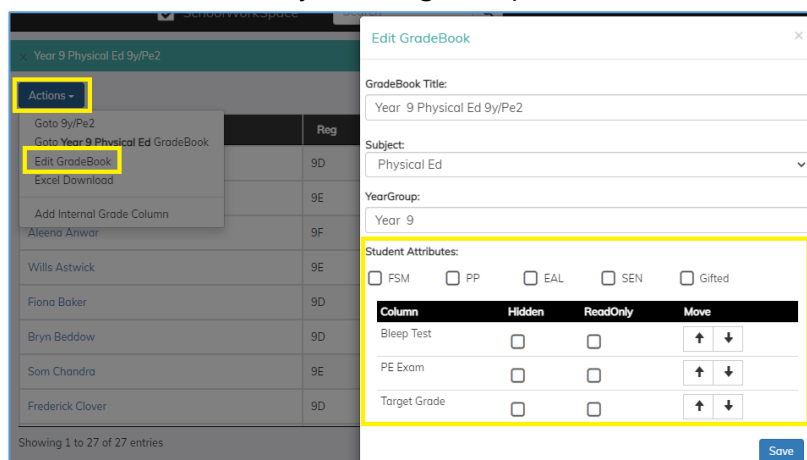 SchoolWorkSpace
Year 9 Physical Ed 9y/Pe2
Actions
Goto 9y/Pe2
Goto Year 9 Physical Ed GradeBook
Edit GradeBook
Excel Download
Add Internal Grade Column
Reg
9D
9E
Aleena Anwar 9F
Wills Astwick 9E
Fiona Baker 9D
Bryn Beddow 9D
Som Chandra 9E
Frederick Clover 9D
Showing 1 to 27 of 27 entries
Edit GradeBook ×
GradeBook Title:
Year 9 Physical Ed 9y/Pe2
Subject:
Physical Ed
YearGroup:
Year 9
Student Attributes:
FSM PP EAL SEN Gifted
Column Hidden ReadOnly Move
Bleep Test
PE Exam
Target Grade
Save